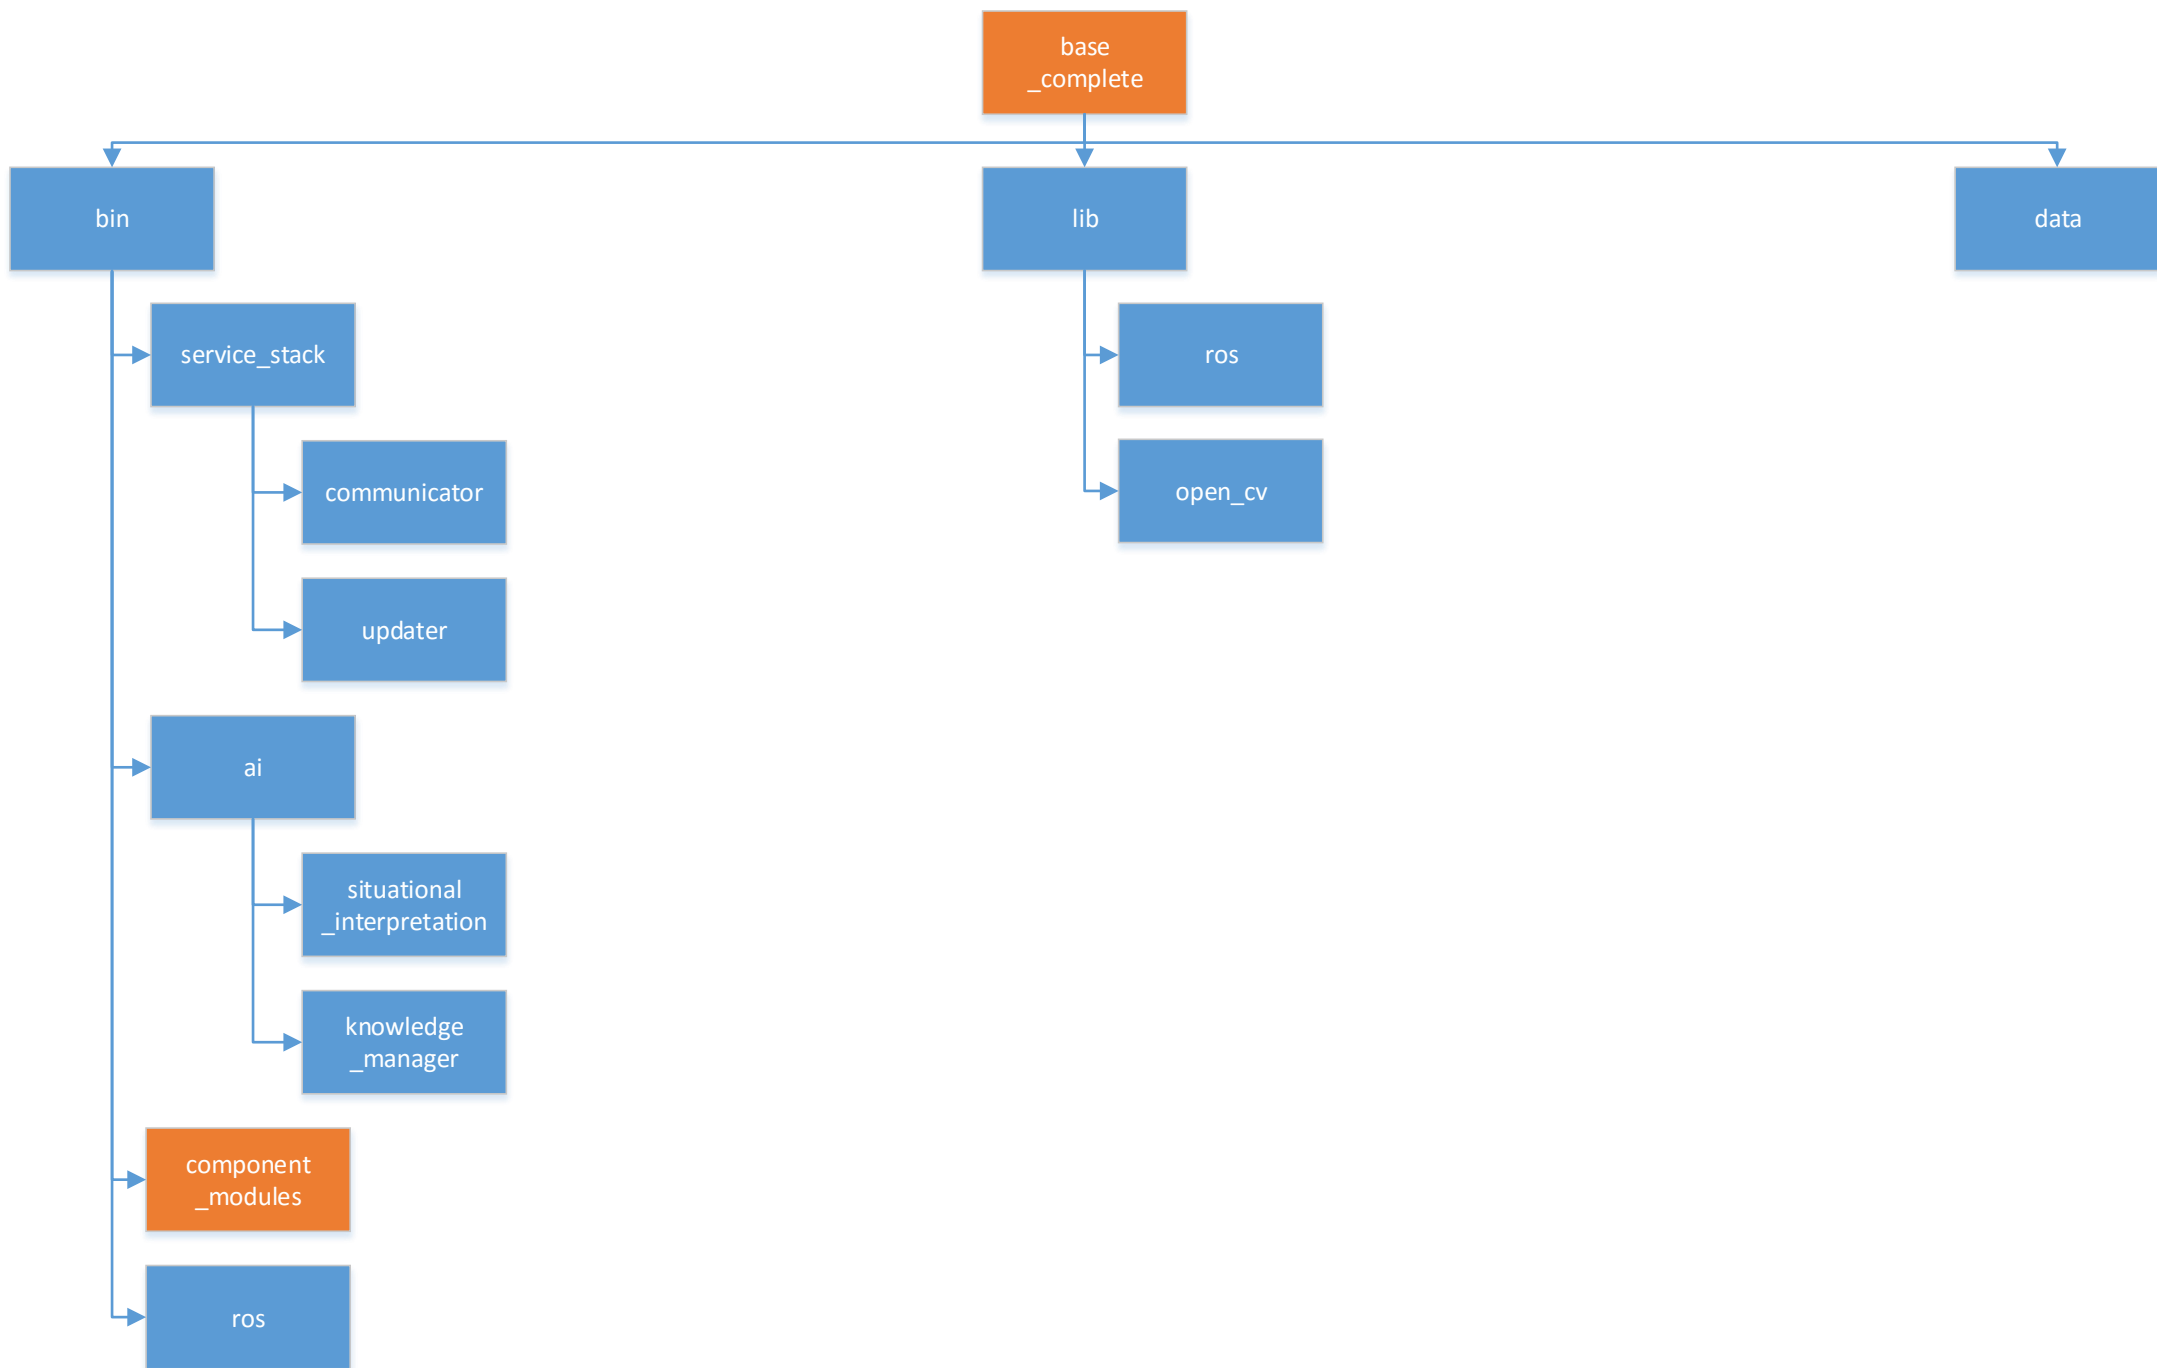 base
_complete
bin
lib
data
service_stack
ros
communicator
open_cv
updater
ai
situational
_interpretation
knowledge
_manager
component
_modules
ros